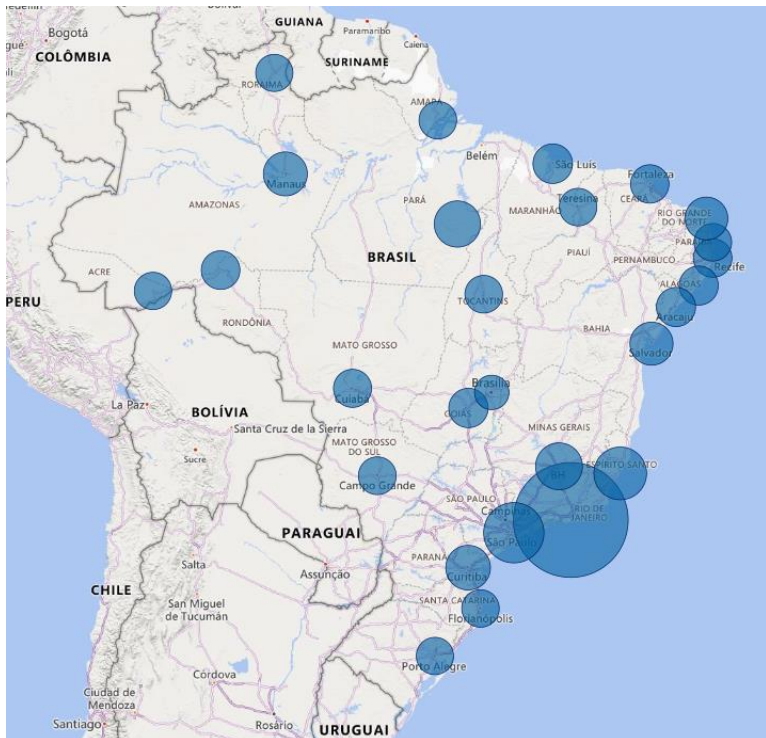 GUIANA
Paramaribo
Bogotá
Caiena
COLÔMBIA
SURINAME
RORAIMA
AMAPÁ
Belém
São Luís
Manaus
Fortaleza
AMAZONAS
PARÁ
MARANHÃO
Teresina
CEARÁ
RIO GRANDE
DO NORTE
PARAÍBA
BRASIL
PIAUÍ
PERNAMBUCO
Recife
ACRE
ALAGOAS
PERU
TOCANTINS
Aracaju
RONDÔNIA
BAHIA
MATO GROSSO
Salvador
Brasília
La Paz
Cuiabá
BOLÍVIA
GOIÁS
Santa Cruz de la Sierra
MINAS GERAIS
MATO GROSSO
DO SUL
Sucre
BH
ESPÍRITO SANTO
Campo Grande
SÃO PAULO
Campinas
RIO DE
JANEIRO
PARAGUAI
São Paulo
PARANÁ
Salta
Assunção
Curitiba
CHILE
San Miguel
de Tucumán
SANTA CATARINA
Florianópolis
Porto Alegre
Córdova
Ciudad de
Mendoza
Santiago
Rosário
URUGUAI